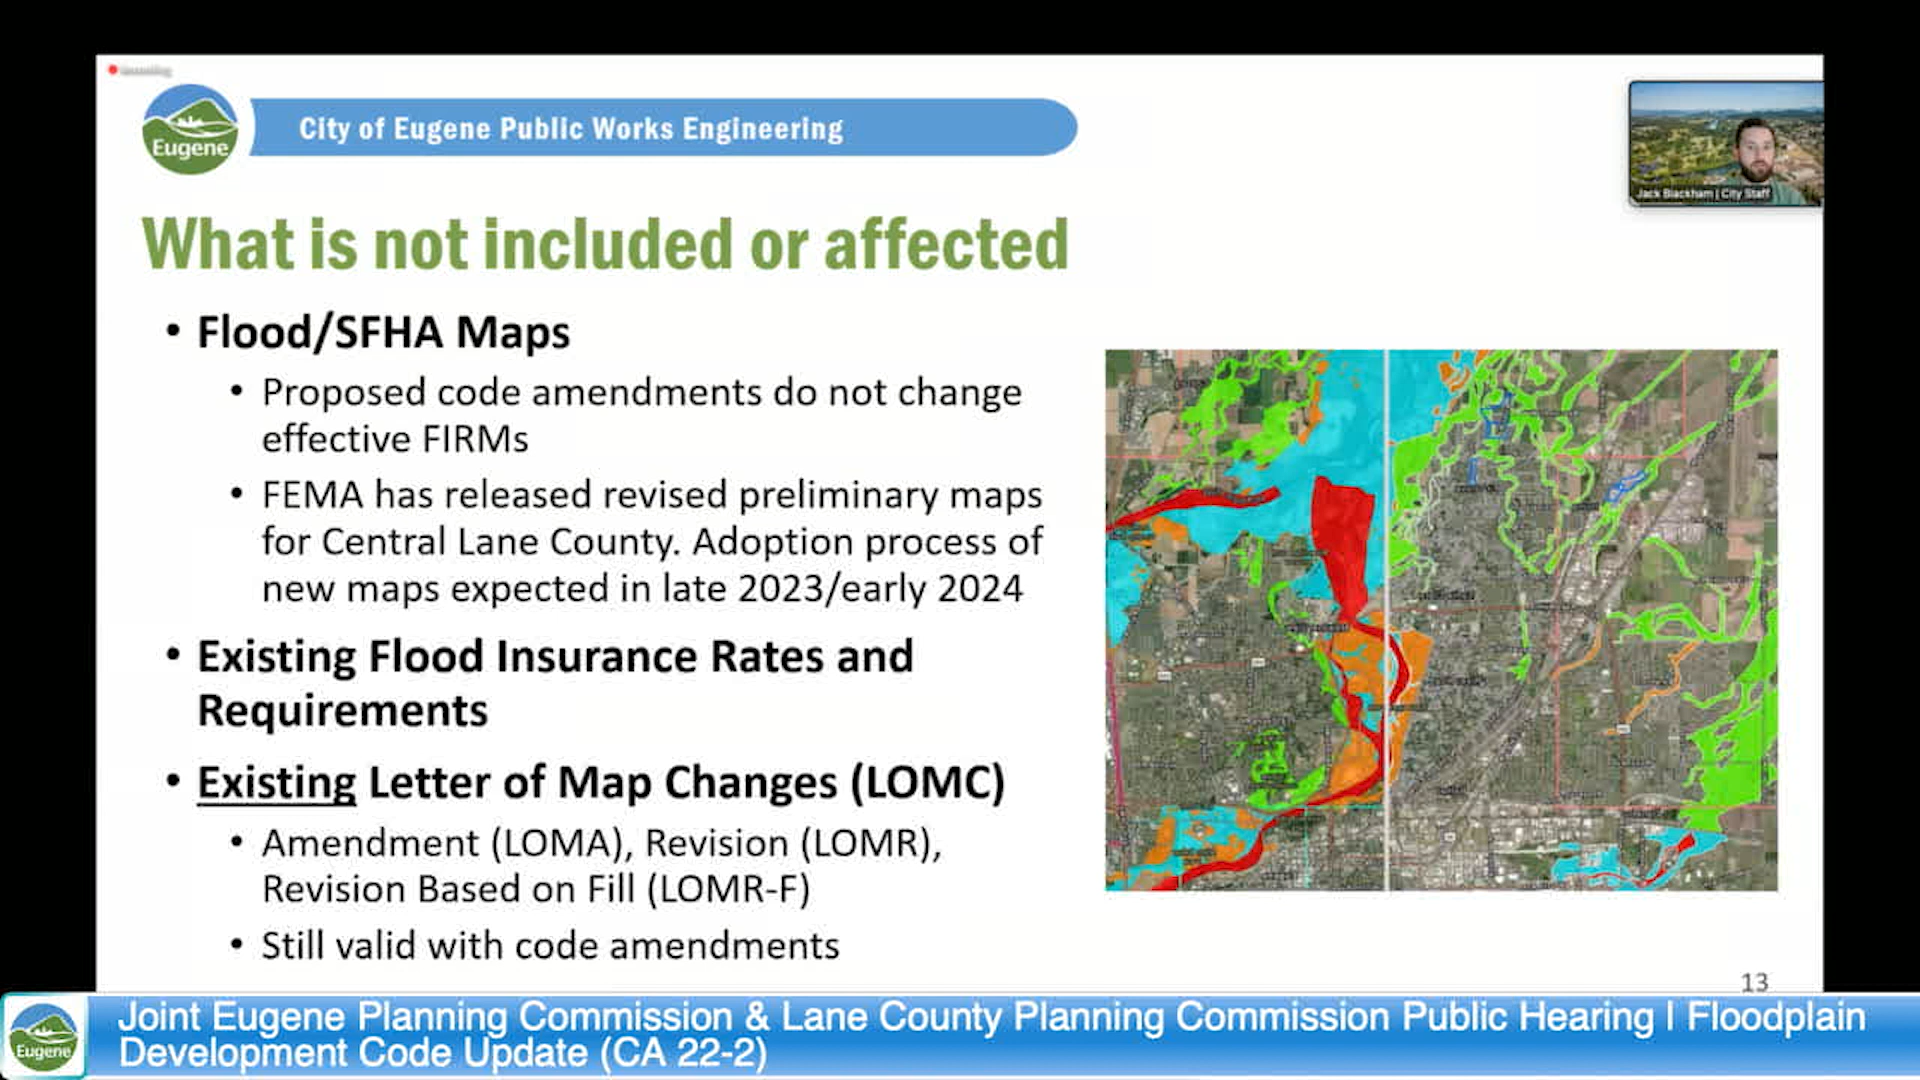 Eugene
City of Eugene Public Works Engineering
Jack Blackham | City Staff
What is not included or affected
• Flood/SFHA Maps
• Proposed code amendments do not change
effective FIRMs
• FEMA has released revised preliminary maps
for Central Lane County. Adoption process of
new maps expected in late 2023/early 2024
• Existing Flood Insurance Rates and
Requirements
• Existing Letter of Map Changes (LOMC)
• Amendment (LOMA), Revision (LOMR),
Revision Based on Fill (LOMR-F)
• Still valid with code amendments
13
Eugene
Joint Eugene Planning Commission & Lane County Planning Commission Public Hearing | Floodplain
Development Code Update (CA 22-2)